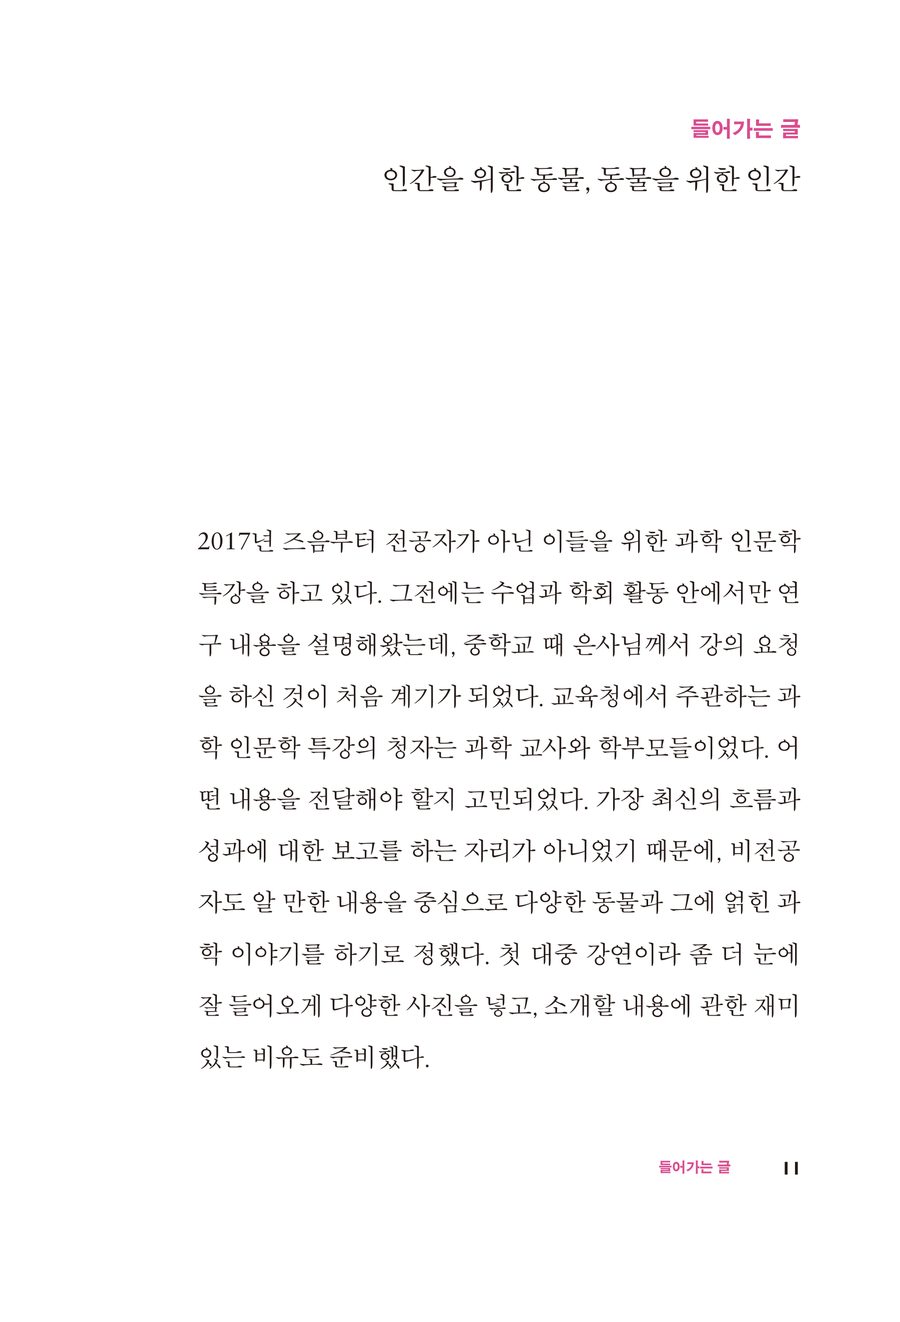 들어가는 글
인간을 위한 동물, 동물을 위한 인간
2017년 즈음부터 전공자가 아닌 이들을 위한 과학 인문학
특강을 하고 있다. 그전에는 수업과 학회 활동 안에서만 연
구 내용을 설명해왔는데, 중학교 때 은사님께서 강의 요청
을 하신 것이 처음 계기가 되었다. 교육청에서 주관하는 과
학 인문학 특강의 청자는 과학 교사와 학부모들이었다. 어
떤 내용을 전달해야 할지 고민되었다. 가장 최신의 흐름과
성과에 대한 보고를 하는 자리가 아니었기 때문에, 비전공
자도 알 만한 내용을 중심으로 다양한 동물과 그에 얽힌 과
학 이야기를 하기로 정했다. 첫 대중 강연이라 좀 더 눈에
잘 들어오게 다양한 사진을 넣고, 소개할 내용에 관한 재미
있는 비유도 준비했다.
들어가는 글 11